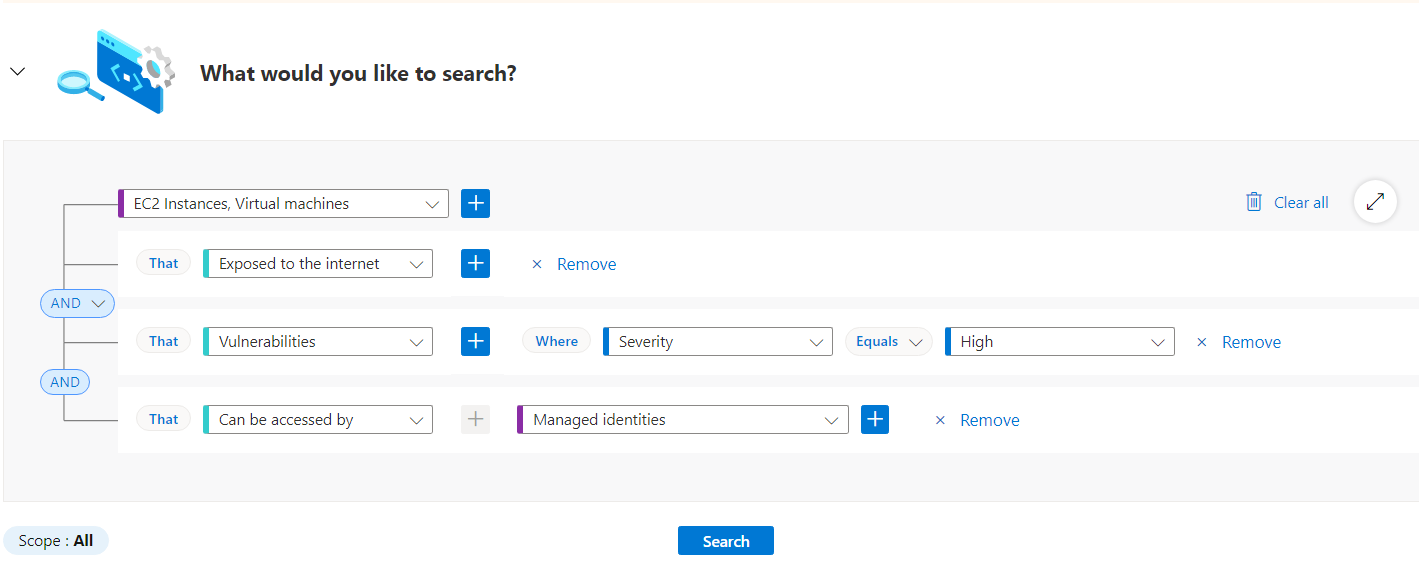 What would you like to search?
EC2 Instances, Virtual machines
Clear all
That Exposed to the internet Remove
AND
That Vulnerabilities Where Severity Equals High Remove
AND
That Can be accessed by Managed identities Remove
Scope : All Search